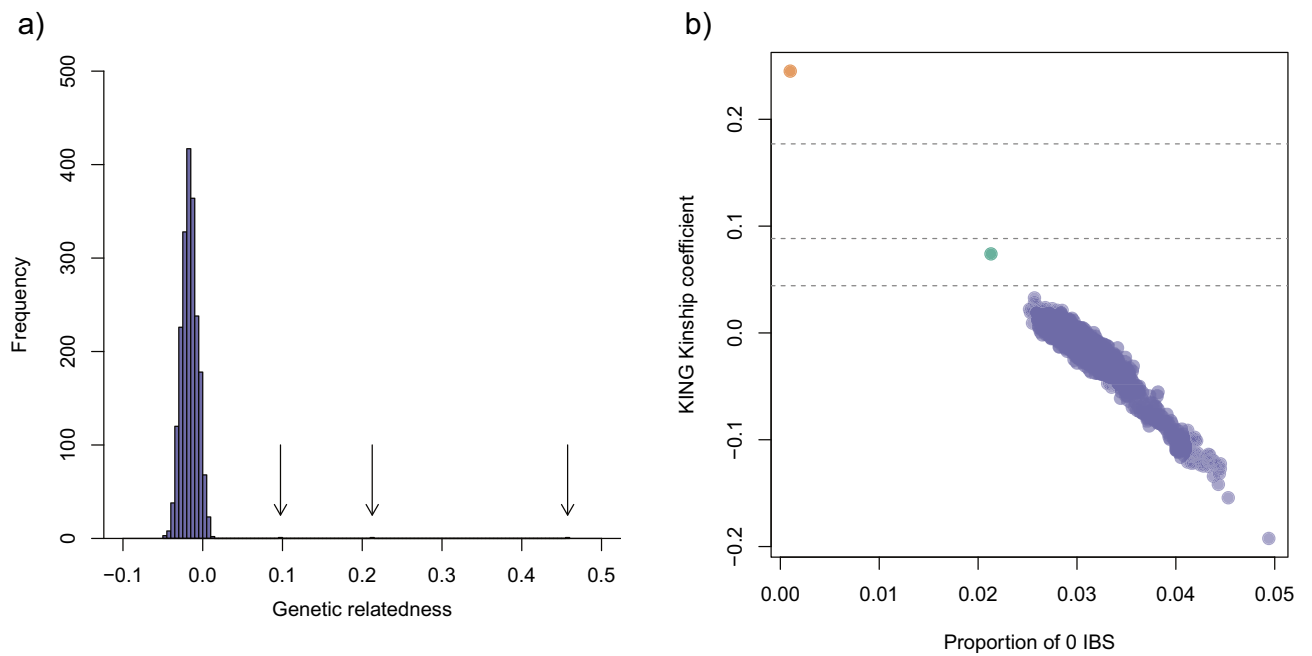 a)
500
400
300
200
100
0
Frequency
−0.1 0.0 0.1 0.2 0.3 0.4 0.5
Genetic relatedness
b)
0.2
0.1
0.0
−0.1
−0.2
KING Kinship coefficient
0.00 0.01 0.02 0.03 0.04 0.05
Proportion of 0 IBS